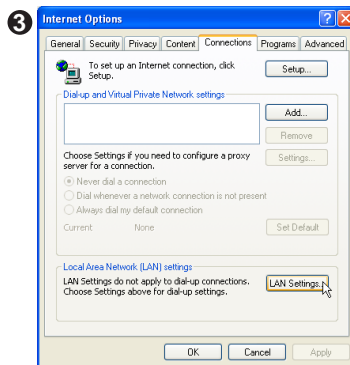 3
Internet Options
General Security Privacy Content Connections Programs Advanced
To set up an Internet connection, click
Setup.
Setup...
Dial-up and Virtual Private Network settings
Add...
Remove
Choose Settings if you need to configure a proxy
server for a connection.
Settings...
Never dial a connection
Dial whenever a network connection is not present
Always dial my default connection
Current None Set Default
Local Area Network (LAN) settings
LAN Settings do not apply to dial-up connections.
Choose Settings above for dial-up settings.
LAN Settings...
OK Cancel Apply